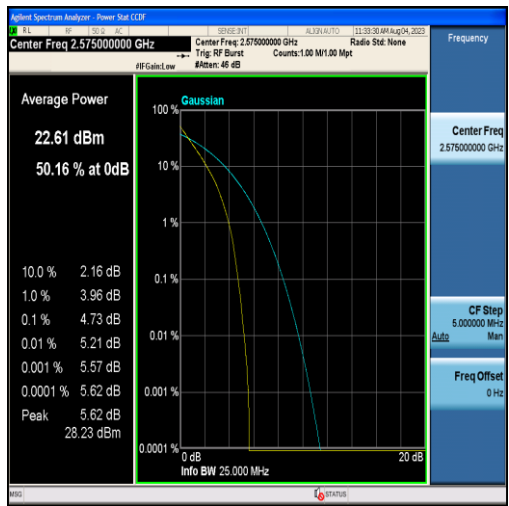 Agilent Spectrum Analyzer - Power Stat CCDF
RL RF 50 Ω AC SENSE:INT ALIGN AUTO 11:33:30 AM Aug 04, 2023
Center Freq 2.575000000 GHz
Center Freq: 2.575000000 GHz Radio Std: None
Trig: RF Burst Counts:1.00 M/1.00 Mpt
#IFGain:Low #Atten: 46 dB
Frequency
Average Power
22.61 dBm
50.16 % at 0dB
10.0 % 2.16 dB
1.0 % 3.96 dB
0.1 % 4.73 dB
0.01 % 5.21 dB
0.001 % 5.57 dB
0.0001 % 5.62 dB
Peak 5.62 dB
28.23 dBm
Gaussian
100 %
10 %
1 %
0.1 %
0.01 %
0.001 %
0.0001 %
0 dB 20 dB
Info BW 25.000 MHz
Center Freq
2.575000000 GHz
CF Step
5.000000 MHz
Auto Man
Freq Offset
0 Hz
MSG STATUS